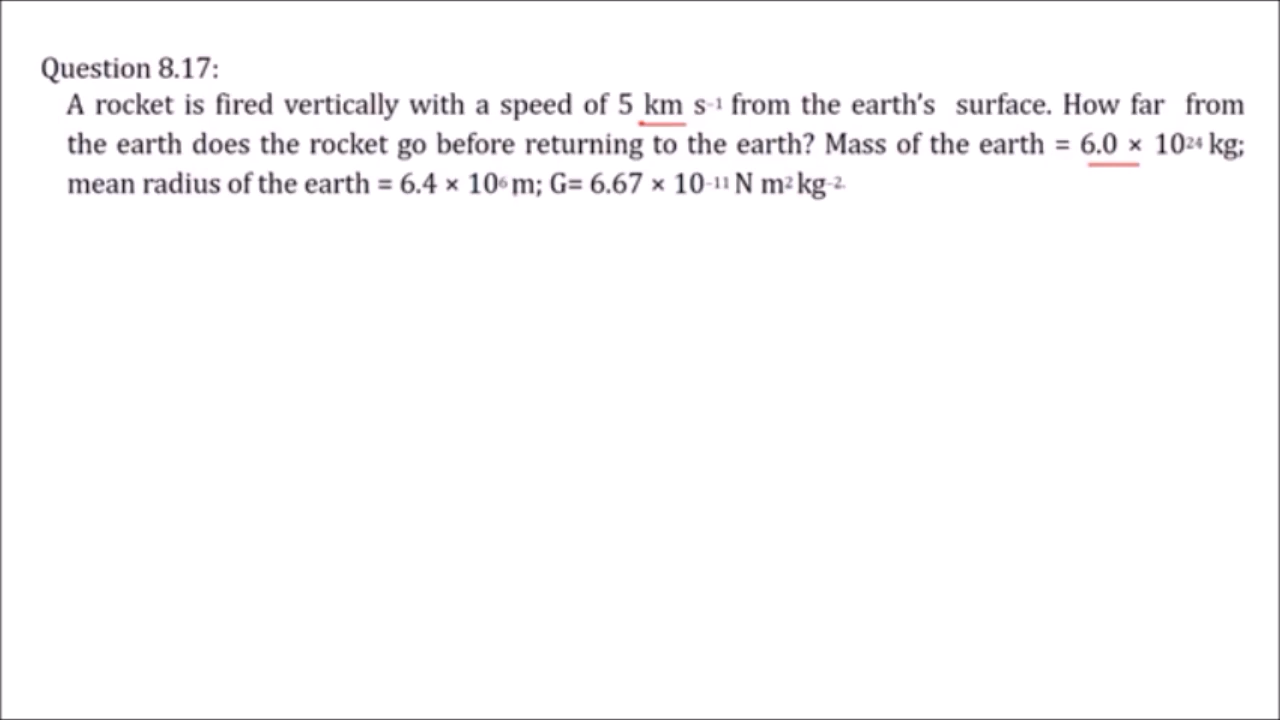 Question 8.17:
A rocket is fired vertically with a speed of 5 km s⁻¹ from the earth's surface. How far from
the earth does the rocket go before returning to the earth? Mass of the earth = 6.0 × 10²⁴ kg;
mean radius of the earth = 6.4 × 10⁶ m; G= 6.67 × 10⁻¹¹ N m² kg⁻².